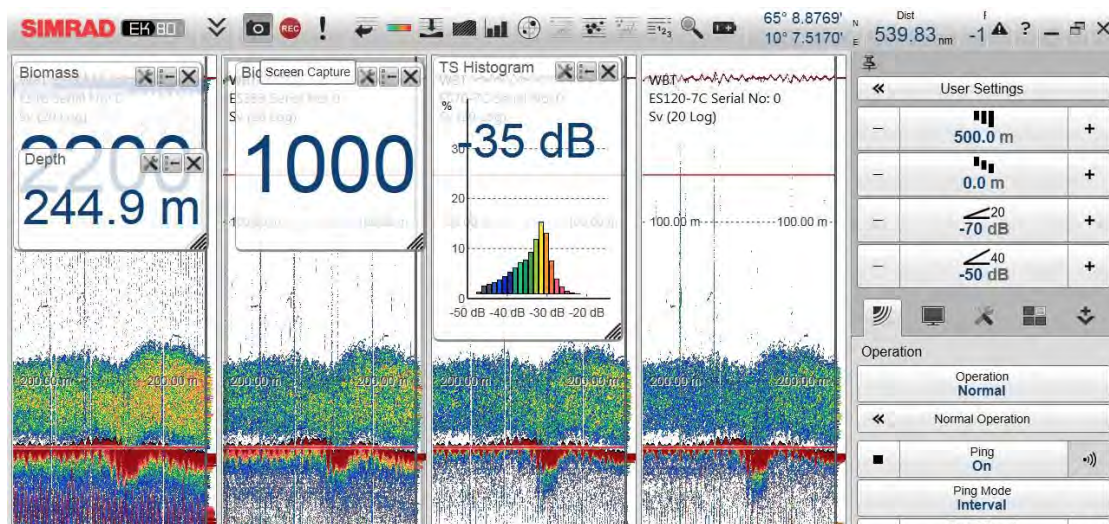 SIMRAD EK80
REC
65° 8.8769' N
10° 7.5170' E
Dist
539.83 nm
-1
Biomass
2200
Depth
244.9 m
Screen Capture
1000
TS Histogram
%
-35 dB
30
20
10
0
-50 dB -40 dB -30 dB -20 dB
WBT
ES120-7C Serial No: 0
Sv (20 Log)
100.00 m
100.00 m
200.00 m
200.00 m
200.00 m
200.00 m
200.00 m
200.00 m
200.00 m
200.00 m
User Settings
500.0 m
0.0 m
20
-70 dB
40
-50 dB
Operation
Operation
Normal
Normal Operation
Ping
On
Ping Mode
Interval